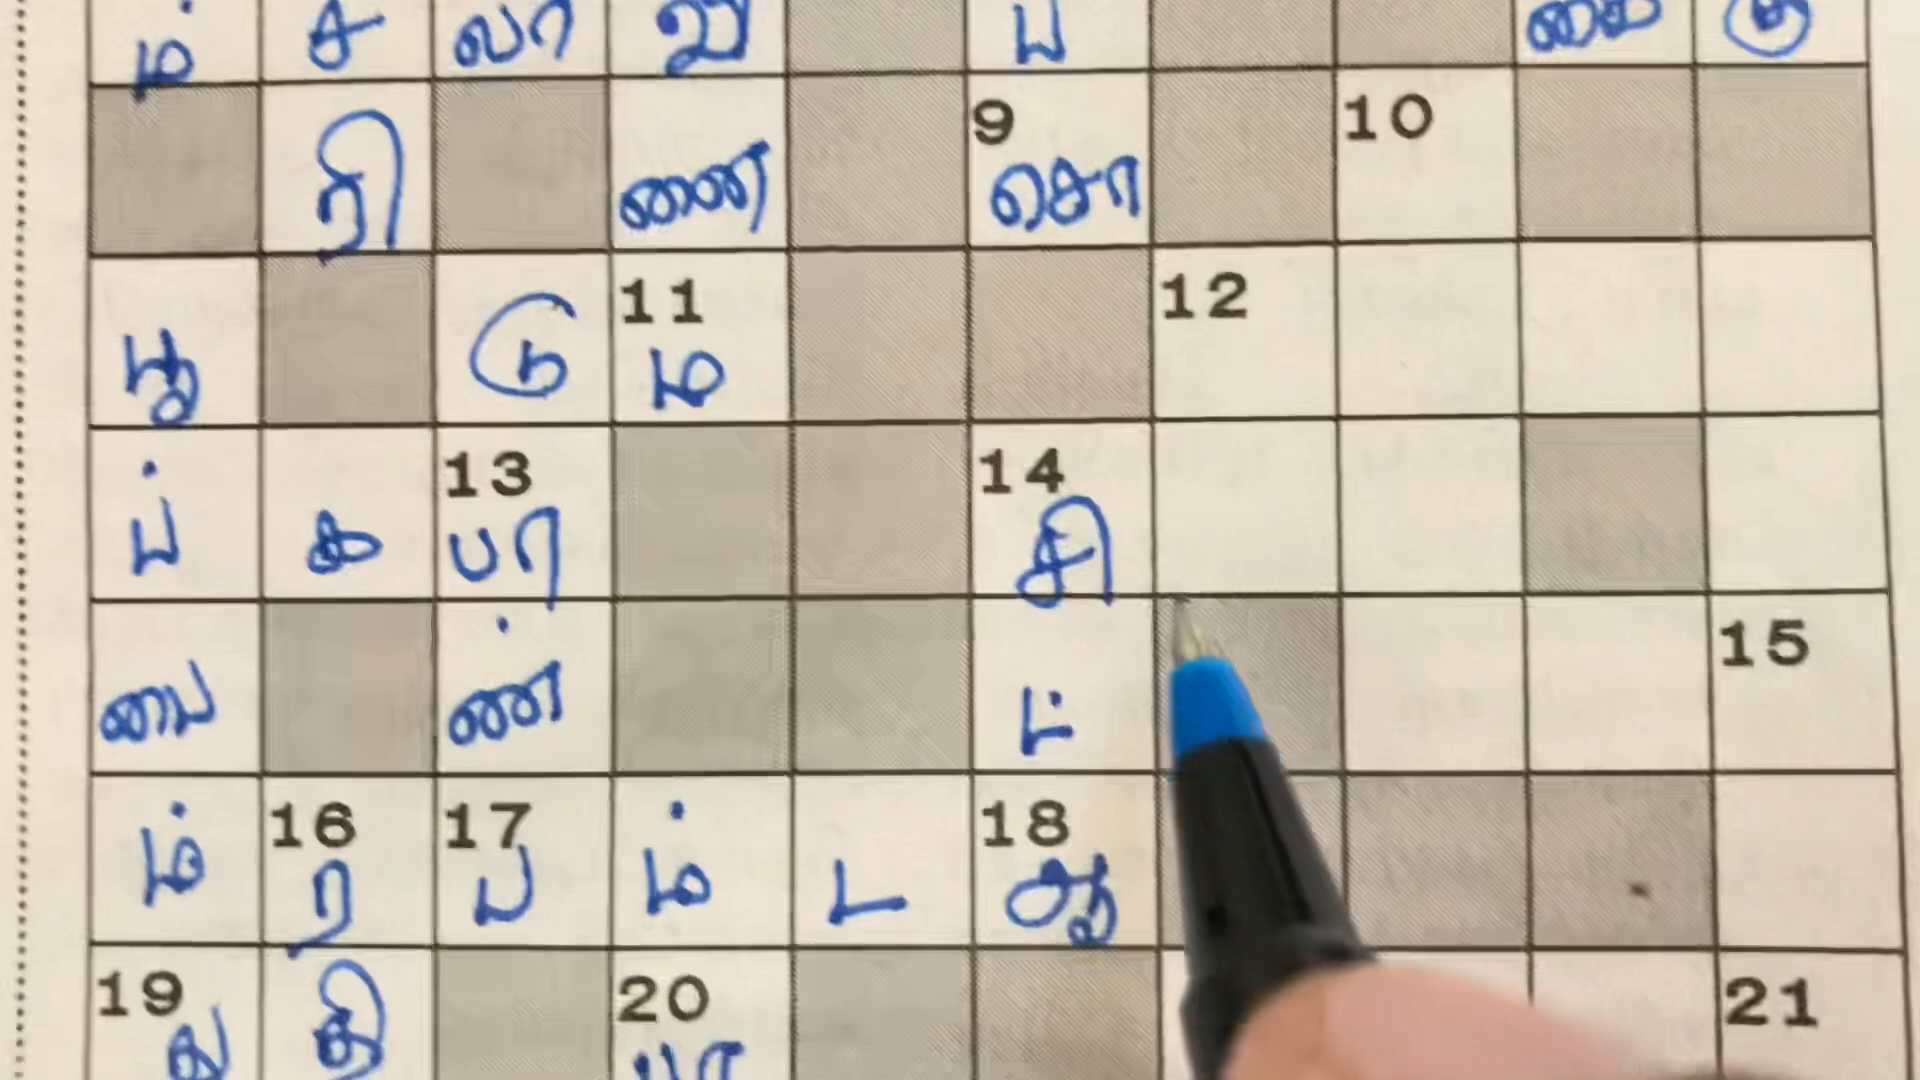 ம் ச லா வி ப கை கு
ரி ணை 9 சொ 10
டு 11 ம 12
ப் க 13 பா 14 சி
பை ண் ட் 15
ம் 16 ர 17 ப ம் ட 18 து
19 வ 20 யா 21